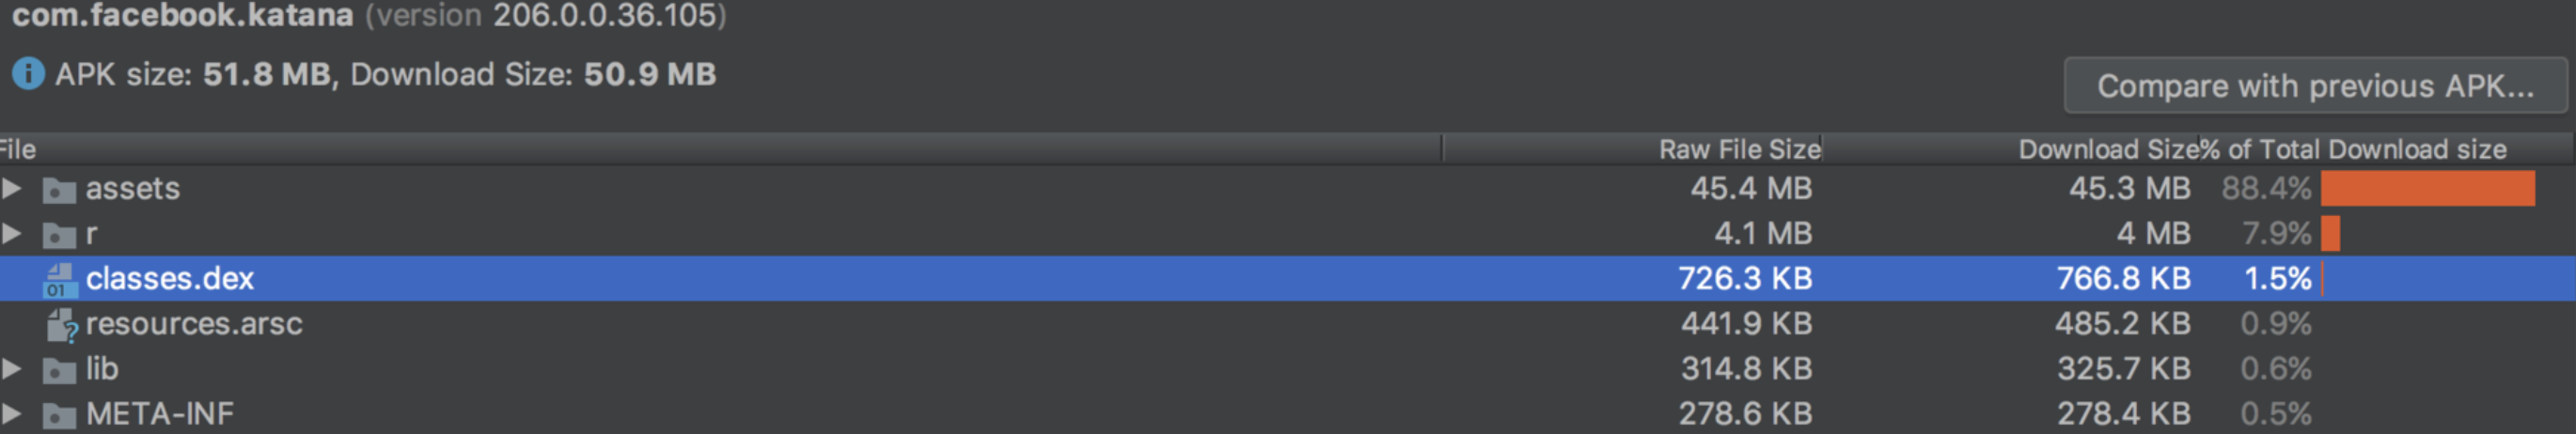 com.facebook.katana (version 206.0.0.36.105)
APK size: 51.8 MB, Download Size: 50.9 MB
Compare with previous APK...
File Raw File Size Download Size % of Total Download size
assets 45.4 MB 45.3 MB 88.4%
r 4.1 MB 4 MB 7.9%
01 classes.dex 726.3 KB 766.8 KB 1.5%
? resources.arsc 441.9 KB 485.2 KB 0.9%
lib 314.8 KB 325.7 KB 0.6%
META-INF 278.6 KB 278.4 KB 0.5%